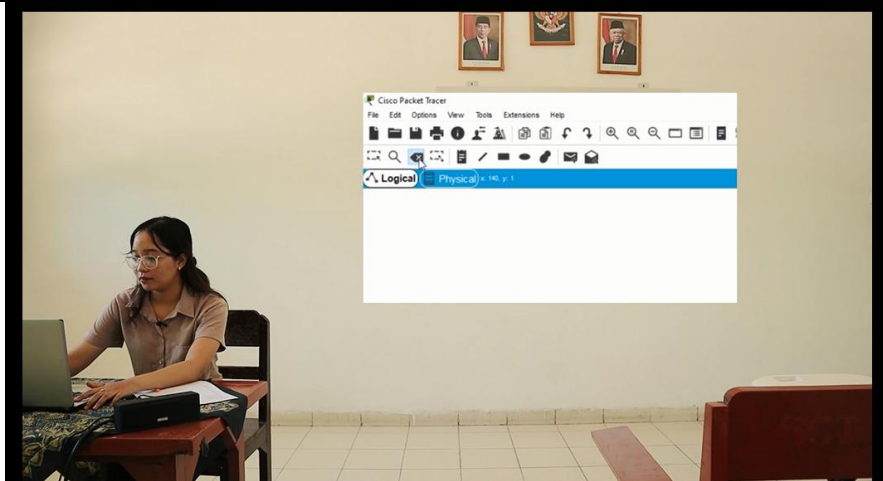 Cisco Packet Tracer
File Edit Options View Tools Extensions Help
Logical Physical x: 140, y: 1